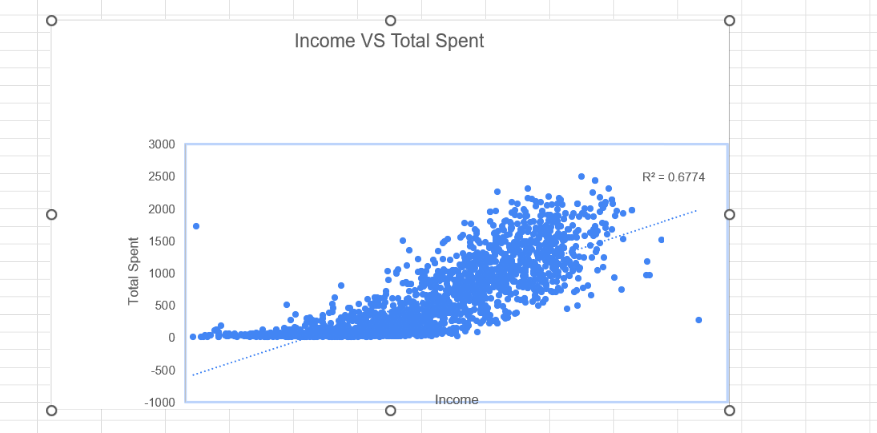 Income VS Total Spent
3000
2500
R² = 0.6774
2000
1500
1000
500
0
-500
-1000
Total Spent
Income